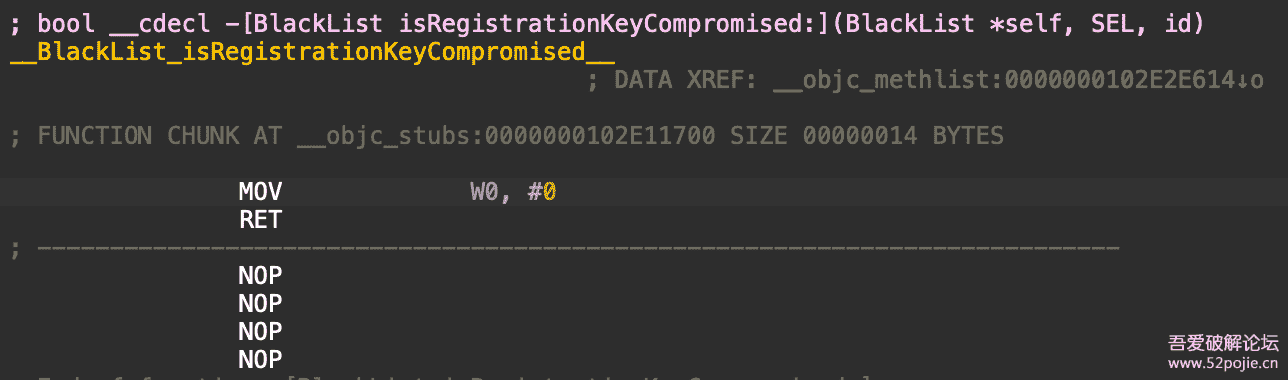 ; bool __cdecl -[BlackList isRegistrationKeyCompromised:](BlackList *self, SEL, id)
__BlackList_isRegistrationKeyCompromised__
; DATA XREF: __objc_methlist:0000000102E2E614↓o
; FUNCTION CHUNK AT __objc_stubs:0000000102E11700 SIZE 00000014 BYTES
MOV W0, #0
RET
; ---------------------------------------------------------------------------
NOP
NOP
NOP
NOP
吾爱破解论坛
www.52pojie.cn